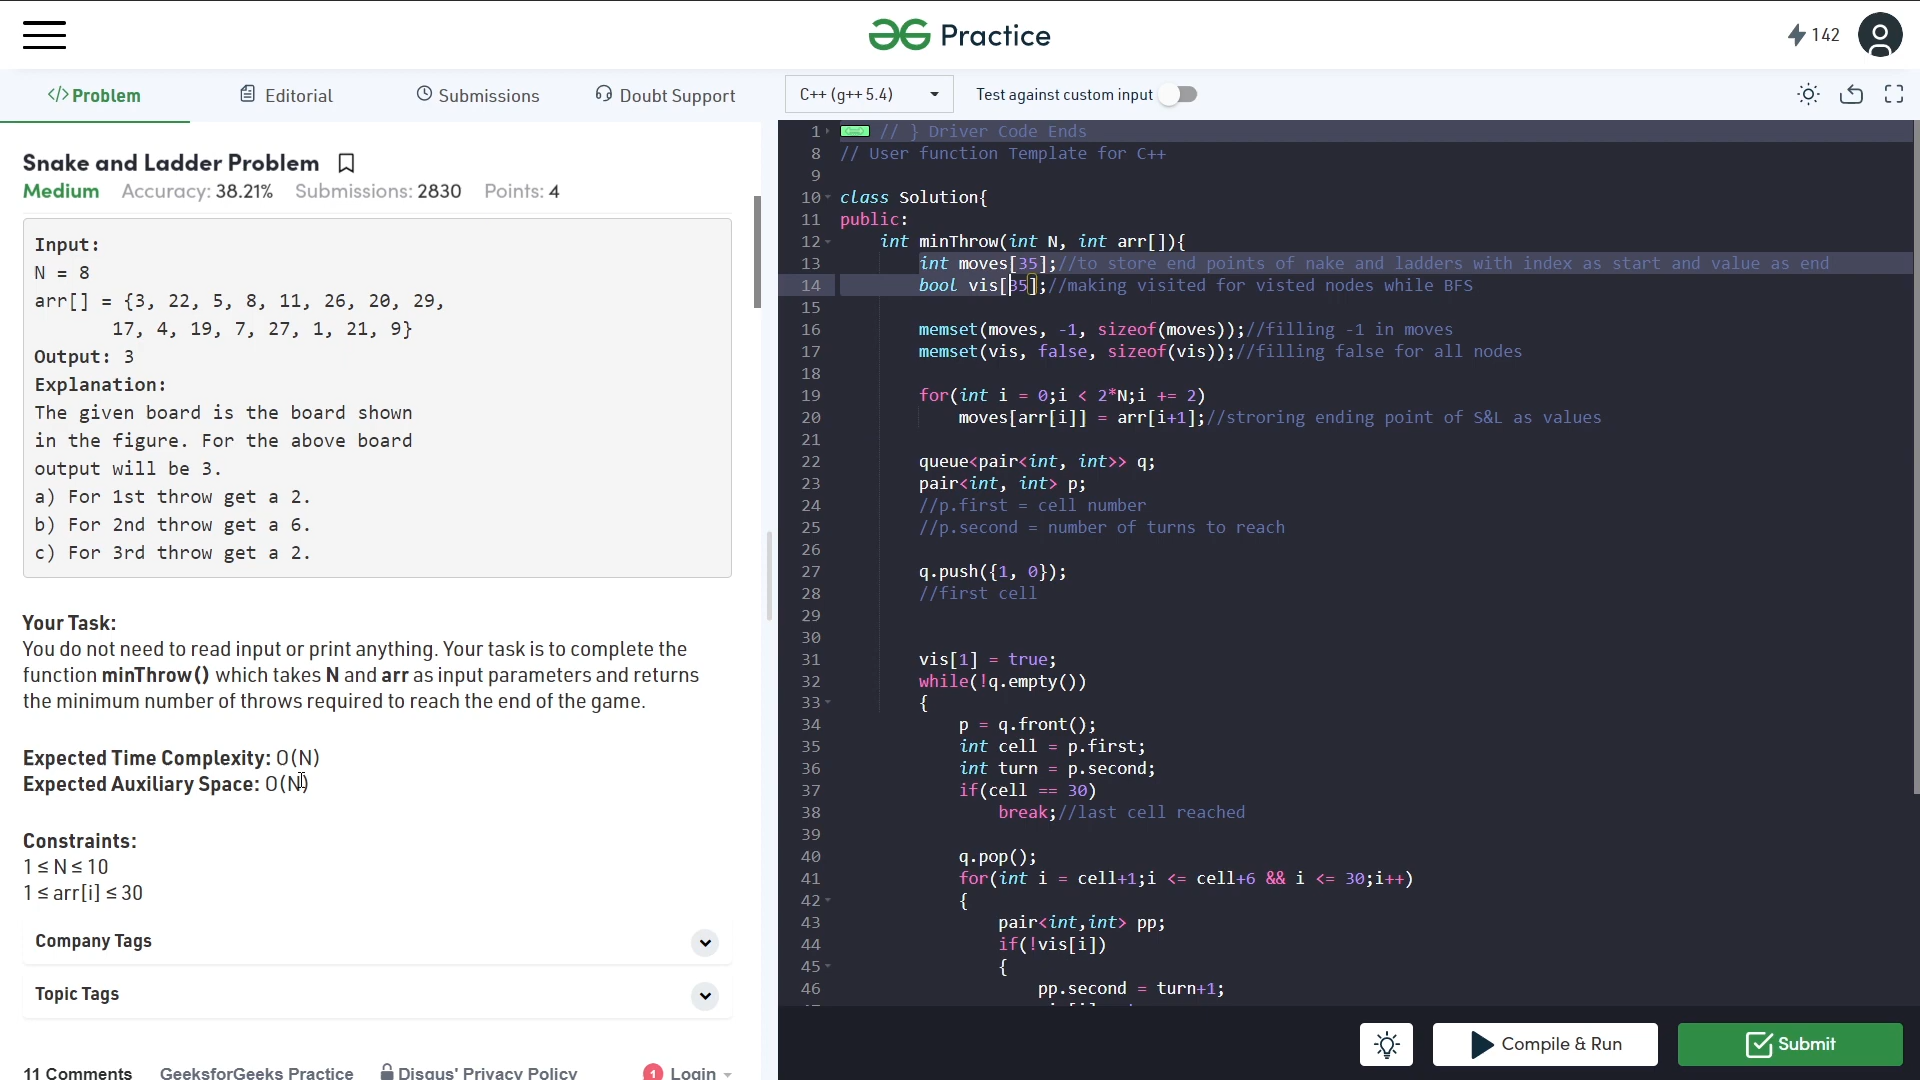 Practice
142
</> Problem
Editorial
Submissions
Doubt Support
C++ (g++ 5.4)
Test against custom input
Snake and Ladder Problem
Medium Accuracy: 38.21% Submissions: 2830 Points: 4
Input:
N = 8
arr[] = {3, 22, 5, 8, 11, 26, 20, 29,
17, 4, 19, 7, 27, 1, 21, 9}
Output: 3
Explanation:
The given board is the board shown
in the figure. For the above board
output will be 3.
a) For 1st throw get a 2.
b) For 2nd throw get a 6.
c) For 3rd throw get a 2.
Your Task:
You do not need to read input or print anything. Your task is to complete the
function minThrow() which takes N and arr as input parameters and returns
the minimum number of throws required to reach the end of the game.
Expected Time Complexity: O(N)
Expected Auxiliary Space: O(N)
Constraints:
1 ≤ N ≤ 10
1 ≤ arr[i] ≤ 30
Company Tags
Topic Tags
11 Comments GeeksforGeeks Practice Disqus' Privacy Policy 1 Login
1 // } Driver Code Ends
8 // User function Template for C++
9
10 class Solution{
11 public:
12 int minThrow(int N, int arr[]){
13 int moves[35];//to store end points of nake and ladders with index as start and value as end
14 bool vis[35];//making visited for visted nodes while BFS
15
16 memset(moves, -1, sizeof(moves));//filling -1 in moves
17 memset(vis, false, sizeof(vis));//filling false for all nodes
18
19 for(int i = 0;i < 2*N;i += 2)
20 moves[arr[i]] = arr[i+1];//stroring ending point of S&L as values
21
22 queue<pair<int, int>> q;
23 pair<int, int> p;
24 //p.first = cell number
25 //p.second = number of turns to reach
26
27 q.push({1, 0});
28 //first cell
29
30
31 vis[1] = true;
32 while(!q.empty())
33 {
34 p = q.front();
35 int cell = p.first;
36 int turn = p.second;
37 if(cell == 30)
38 break;//last cell reached
39
40 q.pop();
41 for(int i = cell+1;i <= cell+6 && i <= 30;i++)
42 {
43 pair<int,int> pp;
44 if(!vis[i])
45 {
46 pp.second = turn+1;
Compile & Run
Submit